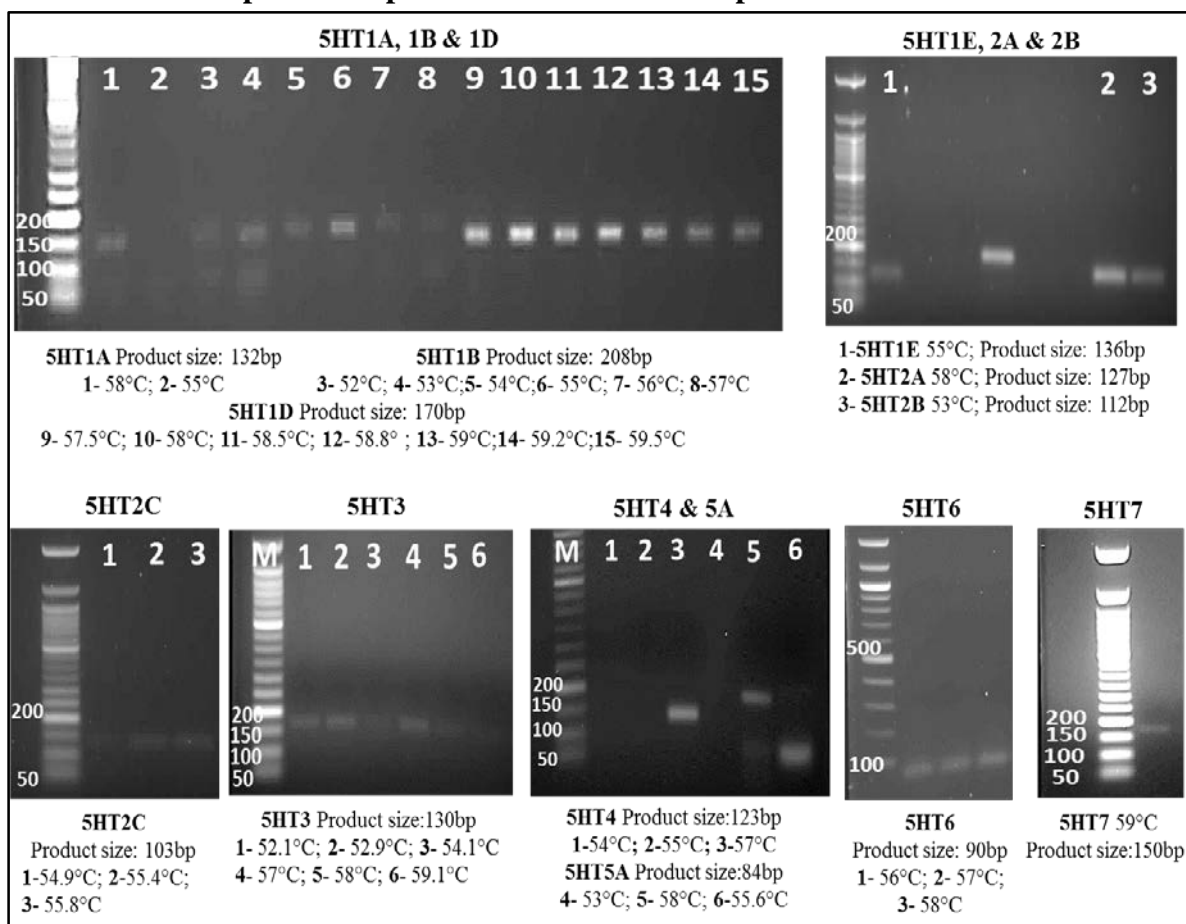 5HT1A, 1B & 1D
1 2 3 4 5 6 7 8 9 10 11 12 13 14 15
200
150
100
50
5HT1A Product size: 132bp
1- 58°C; 2- 55°C
5HT1B Product size: 208bp
3- 52°C; 4- 53°C;5- 54°C;6- 55°C; 7- 56°C; 8-57°C
5HT1D Product size: 170bp
9- 57.5°C; 10- 58°C; 11- 58.5°C; 12- 58.8° ; 13- 59°C;14- 59.2°C;15- 59.5°C
5HT1E, 2A & 2B
1 2 3
200
50
1-5HT1E 55°C; Product size: 136bp
2- 5HT2A 58°C; Product size: 127bp
3- 5HT2B 53°C; Product size: 112bp
5HT2C
1 2 3
200
50
5HT2C
Product size: 103bp
1-54.9°C; 2-55.4°C;
3-55.8°C
5HT3
M 1 2 3 4 5 6
200
150
100
50
5HT3 Product size:130bp
1- 52.1°C; 2- 52.9°C; 3- 54.1°C
4- 57°C; 5- 58°C; 6- 59.1°C
5HT4 & 5A
M 1 2 3 4 5 6
200
150
100
50
5HT4 Product size:123bp
1-54°C; 2-55°C; 3-57°C
5HT5A Product size:84bp
4- 53°C; 5- 58°C; 6-55.6°C
5HT6
500
100
5HT6
Product size: 90bp
1- 56°C; 2- 57°C;
3- 58°C
5HT7
200
150
100
50
5HT7 59°C
Product size:150bp